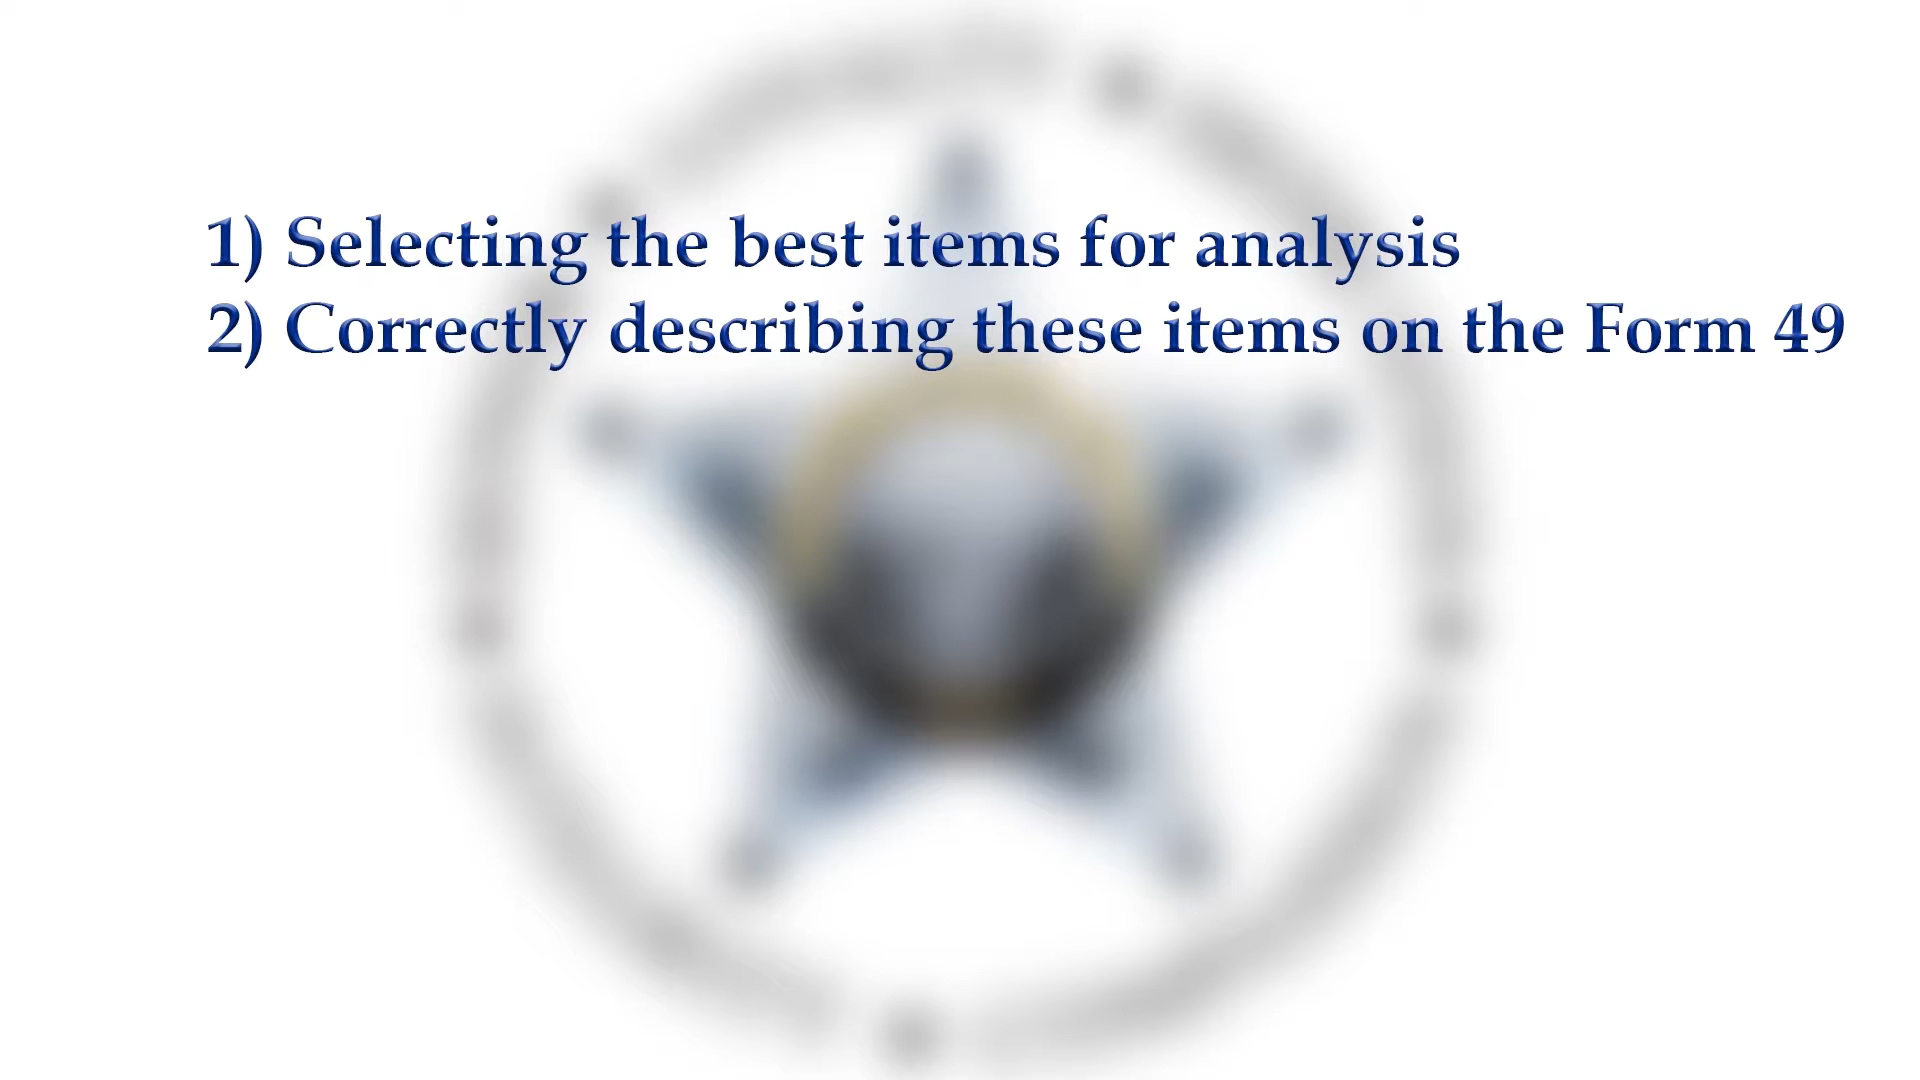 1) Selecting the best items for analysis
2) Correctly describing these items on the Form 49